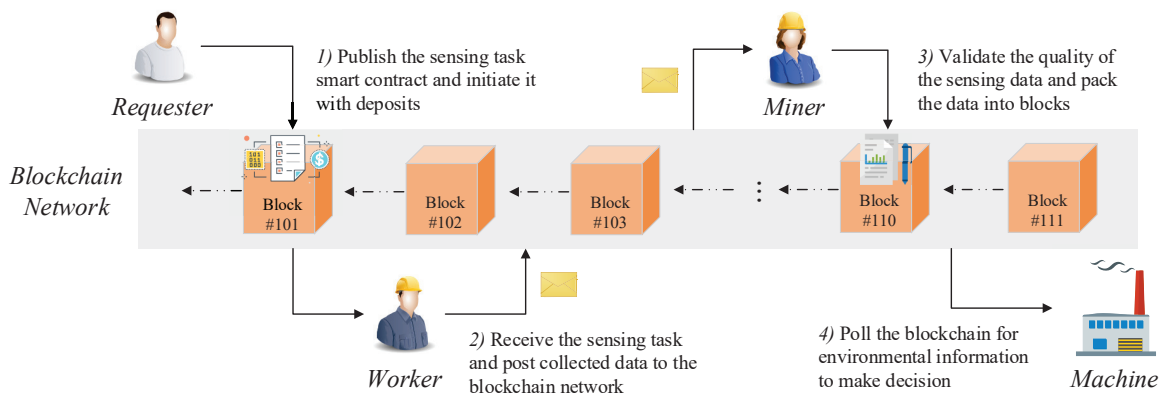 1) Publish the sensing task
smart contract and initiate it
with deposits
Requester
3) Validate the quality of
the sensing data and pack
the data into blocks
Miner
Blockchain
Network
101
011
000
$
Block
#101
Block
#102
Block
#103
Block
#110
Block
#111
2) Receive the sensing task
and post collected data to the
blockchain network
Worker
4) Poll the blockchain for
environmental information
to make decision
Machine